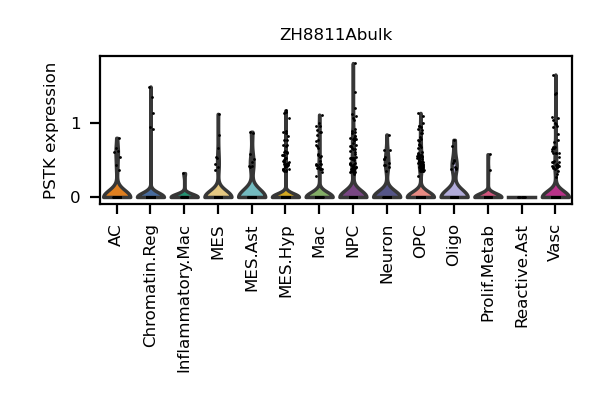 ZH8811Abulk
PSTK expression
1
0
AC
Chromatin.Reg
Inflammatory.Mac
MES
MES.Ast
MES.Hyp
Mac
NPC
Neuron
OPC
Oligo
Prolif.Metab
Reactive.Ast
Vasc